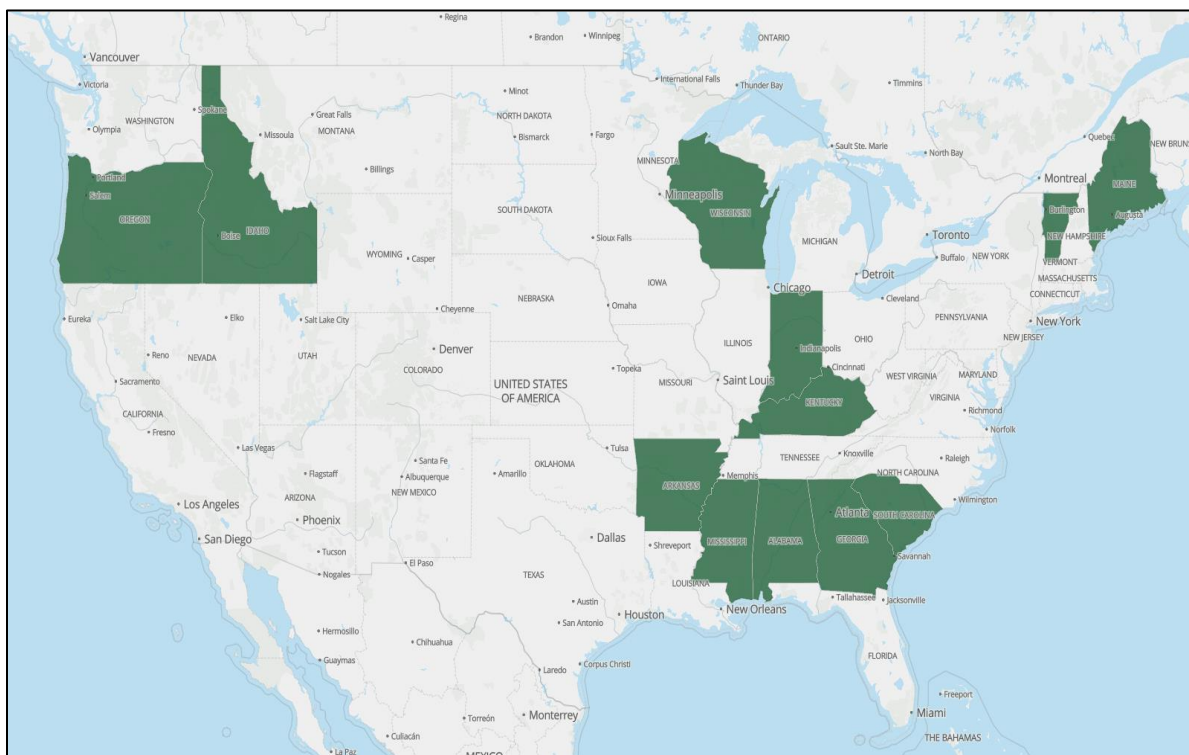 Regina
Brandon
Winnipeg
ONTARIO
Vancouver
Victoria
International Falls
Thunder Bay
Timmins
Spokane
Great Falls
Minot
NORTH DAKOTA
WASHINGTON
Olympia
Missoula
MONTANA
Bismarck
Fargo
Quebec
NEW BRUNS
Sault Ste. Marie
North Bay
MINNESOTA
Billings
Portland
Montreal
MAINE
Salem
Minneapolis
Burlington
SOUTH DAKOTA
WISCONSIN
Augusta
OREGON
IDAHO
Boise
Toronto
NEW HAMPSHIRE
MICHIGAN
Sioux Falls
WYOMING
Casper
Buffalo
NEW YORK
VERMONT
Detroit
MASSACHUSETTS
IOWA
Chicago
CONNECTICUT
NEBRASKA
Cleveland
Omaha
Cheyenne
Eureka
Elko
Salt Lake City
PENNSYLVANIA
New York
NEW JERSEY
ILLINOIS
OHIO
Indianapolis
Denver
Reno
NEVADA
UTAH
COLORADO
Topeka
Cincinnati
WEST VIRGINIA
MARYLAND
Sacramento
UNITED STATES
OF AMERICA
MISSOURI
Saint Louis
VIRGINIA
KENTUCKY
Richmond
CALIFORNIA
Fresno
Norfolk
Las Vegas
Tulsa
TENNESSEE
Knoxville
Raleigh
Santa Fe
Flagstaff
Albuquerque
Amarillo
OKLAHOMA
Memphis
NORTH CAROLINA
ARKANSAS
NEW MEXICO
ARIZONA
Los Angeles
Wilmington
Phoenix
Atlanta
SOUTH CAROLINA
San Diego
Dallas
MISSISSIPPI
ALABAMA
GEORGIA
Tucson
Shreveport
Savannah
El Paso
Nogales
TEXAS
LOUISIANA
Tallahassee
Jacksonville
Austin
New Orleans
Houston
San Antonio
Hermosillo
Chihuahua
FLORIDA
Guaymas
Laredo
Corpus Christi
Freeport
Torreón
Monterrey
Miami
Culiacán
THE BAHAMAS
La Paz
MEXICO